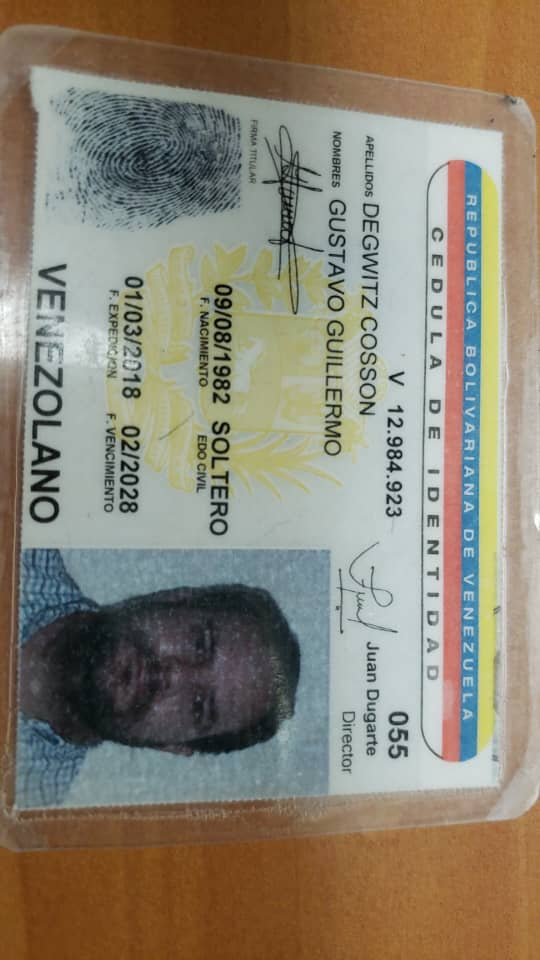 REPUBLICA BOLIVARIANA DE VENEZUELA
CEDULA DE IDENTIDAD
V 12.984.923
055
APELLIDOS DEGWITZ COSSON
Juan Dugarte
Director
NOMBRES GUSTAVO GUILLERMO
FIRMA TITULAR
09/08/1982 SOLTERO
F. NACIMIENTO EDO CIVIL
01/03/2018 02/2028
F. EXPEDICION F. VENCIMIENTO
VENEZOLANO